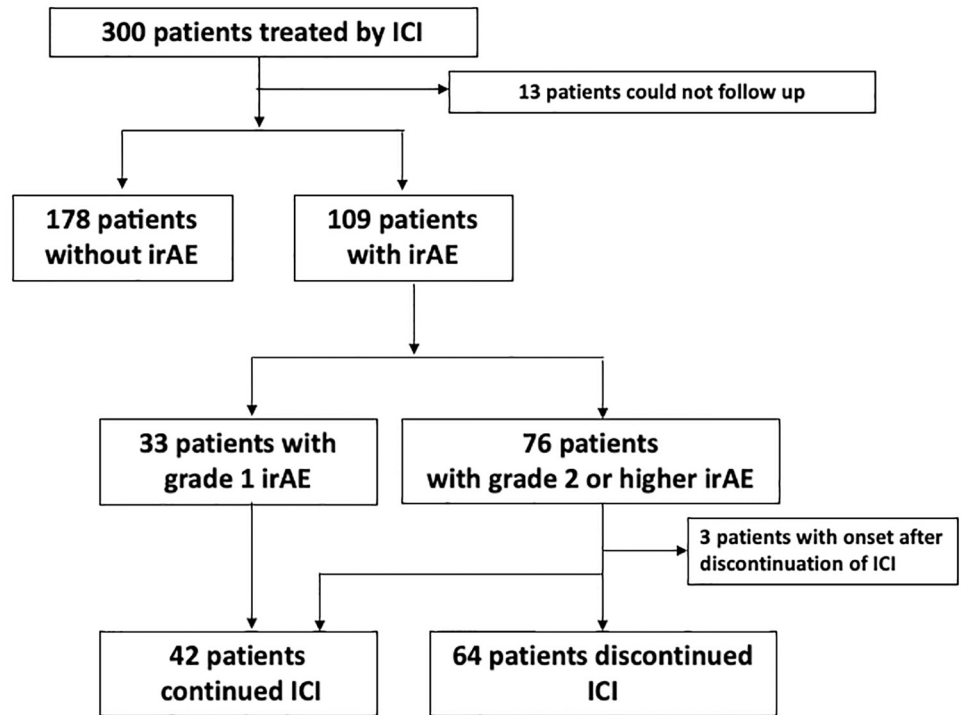 300 patients treated by ICI
13 patients could not follow up
178 patients
without irAE
109 patients
with irAE
33 patients with
grade 1 irAE
76 patients
with grade 2 or higher irAE
3 patients with onset after
discontinuation of ICI
42 patients
continued ICI
64 patients discontinued
ICI